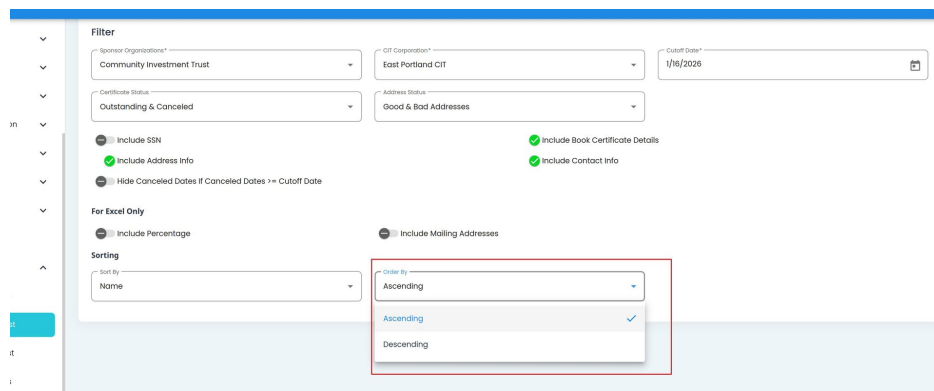 Filter
Sponsor Organizations*
Community Investment Trust
CIT Corporation*
East Portland CIT
Cutoff Date*
1/16/2026
Certificate Status
Outstanding & Canceled
Address Status
Good & Bad Addresses
on
Include SSN
Include Book Certificate Details
Include Address Info
Include Contact Info
Hide Canceled Dates If Canceled Dates >= Cutoff Date
For Excel Only
Include Percentage
Include Mailing Addresses
Sorting
Sort By
Name
Order By
Ascending
Ascending
st
Descending
st
s